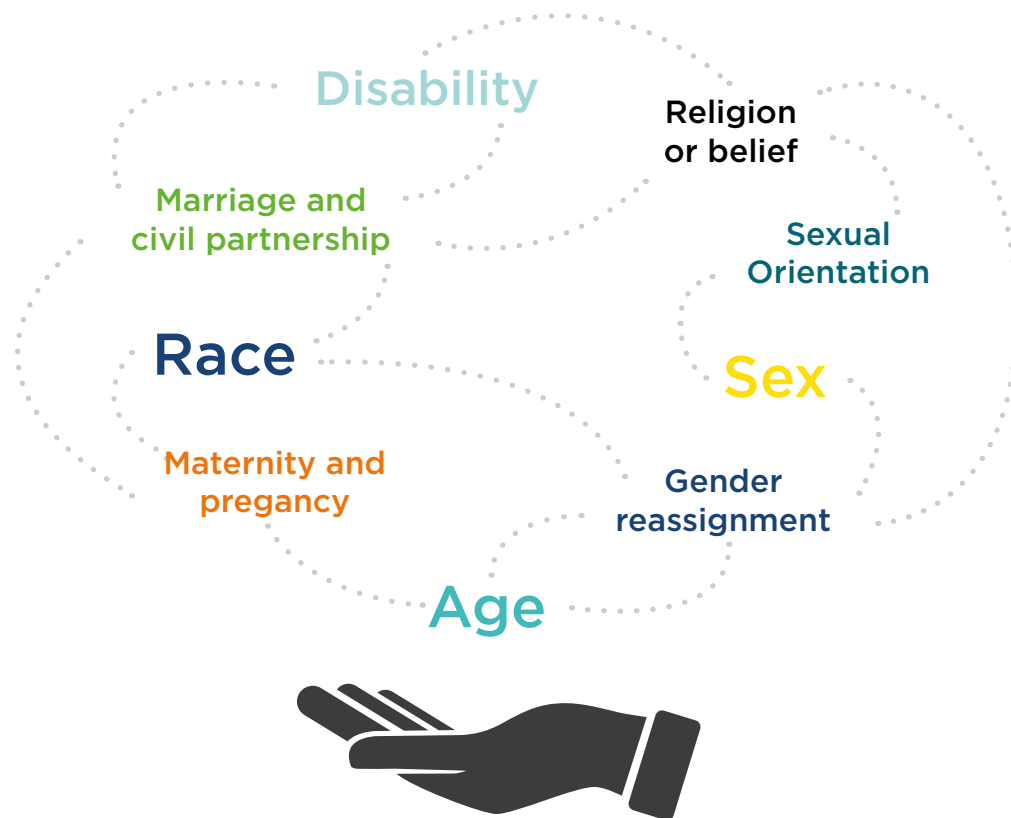 Disability
Religion
or belief
Marriage and
civil partnership
Sexual
Orientation
Race
Sex
Maternity and
pregancy
Gender
reassignment
Age